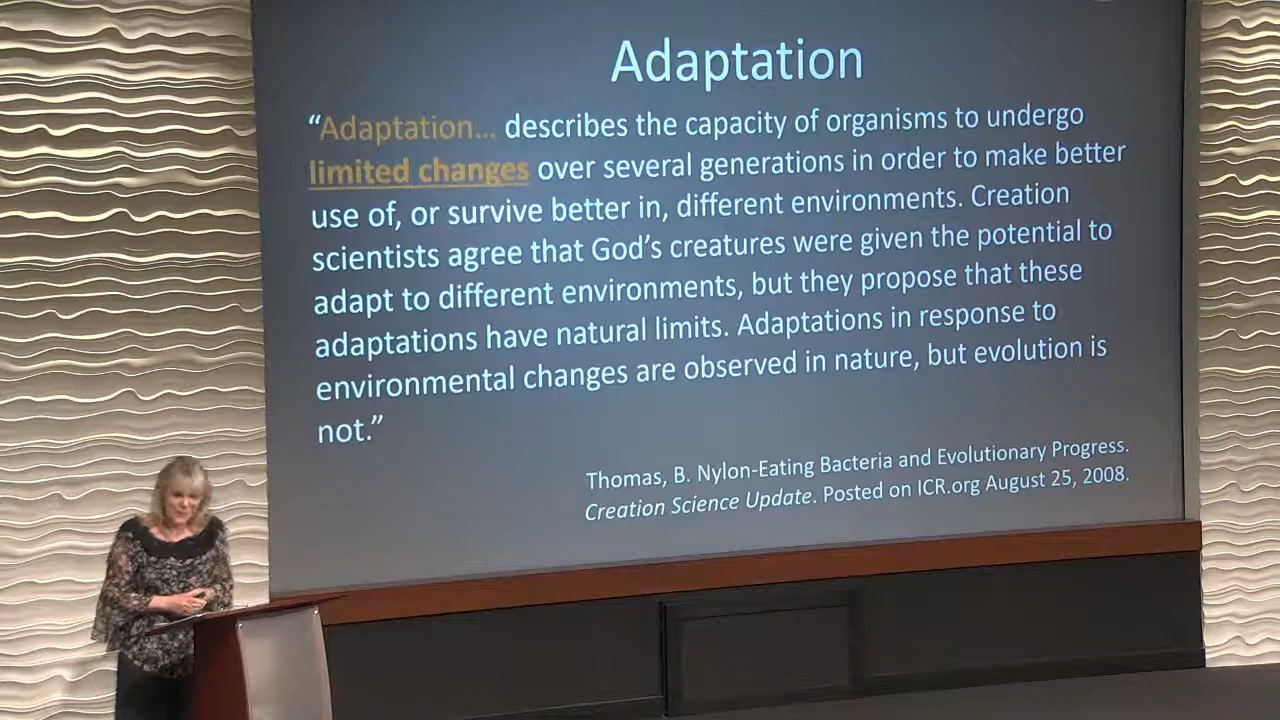 Adaptation
“Adaptation... describes the capacity of organisms to undergo
limited changes over several generations in order to make better
use of, or survive better in, different environments. Creation
scientists agree that God’s creatures were given the potential to
adapt to different environments, but they propose that these
adaptations have natural limits. Adaptations in response to
environmental changes are observed in nature, but evolution is
not.”
Thomas, B. Nylon-Eating Bacteria and Evolutionary Progress.
Creation Science Update. Posted on ICR.org August 25, 2008.